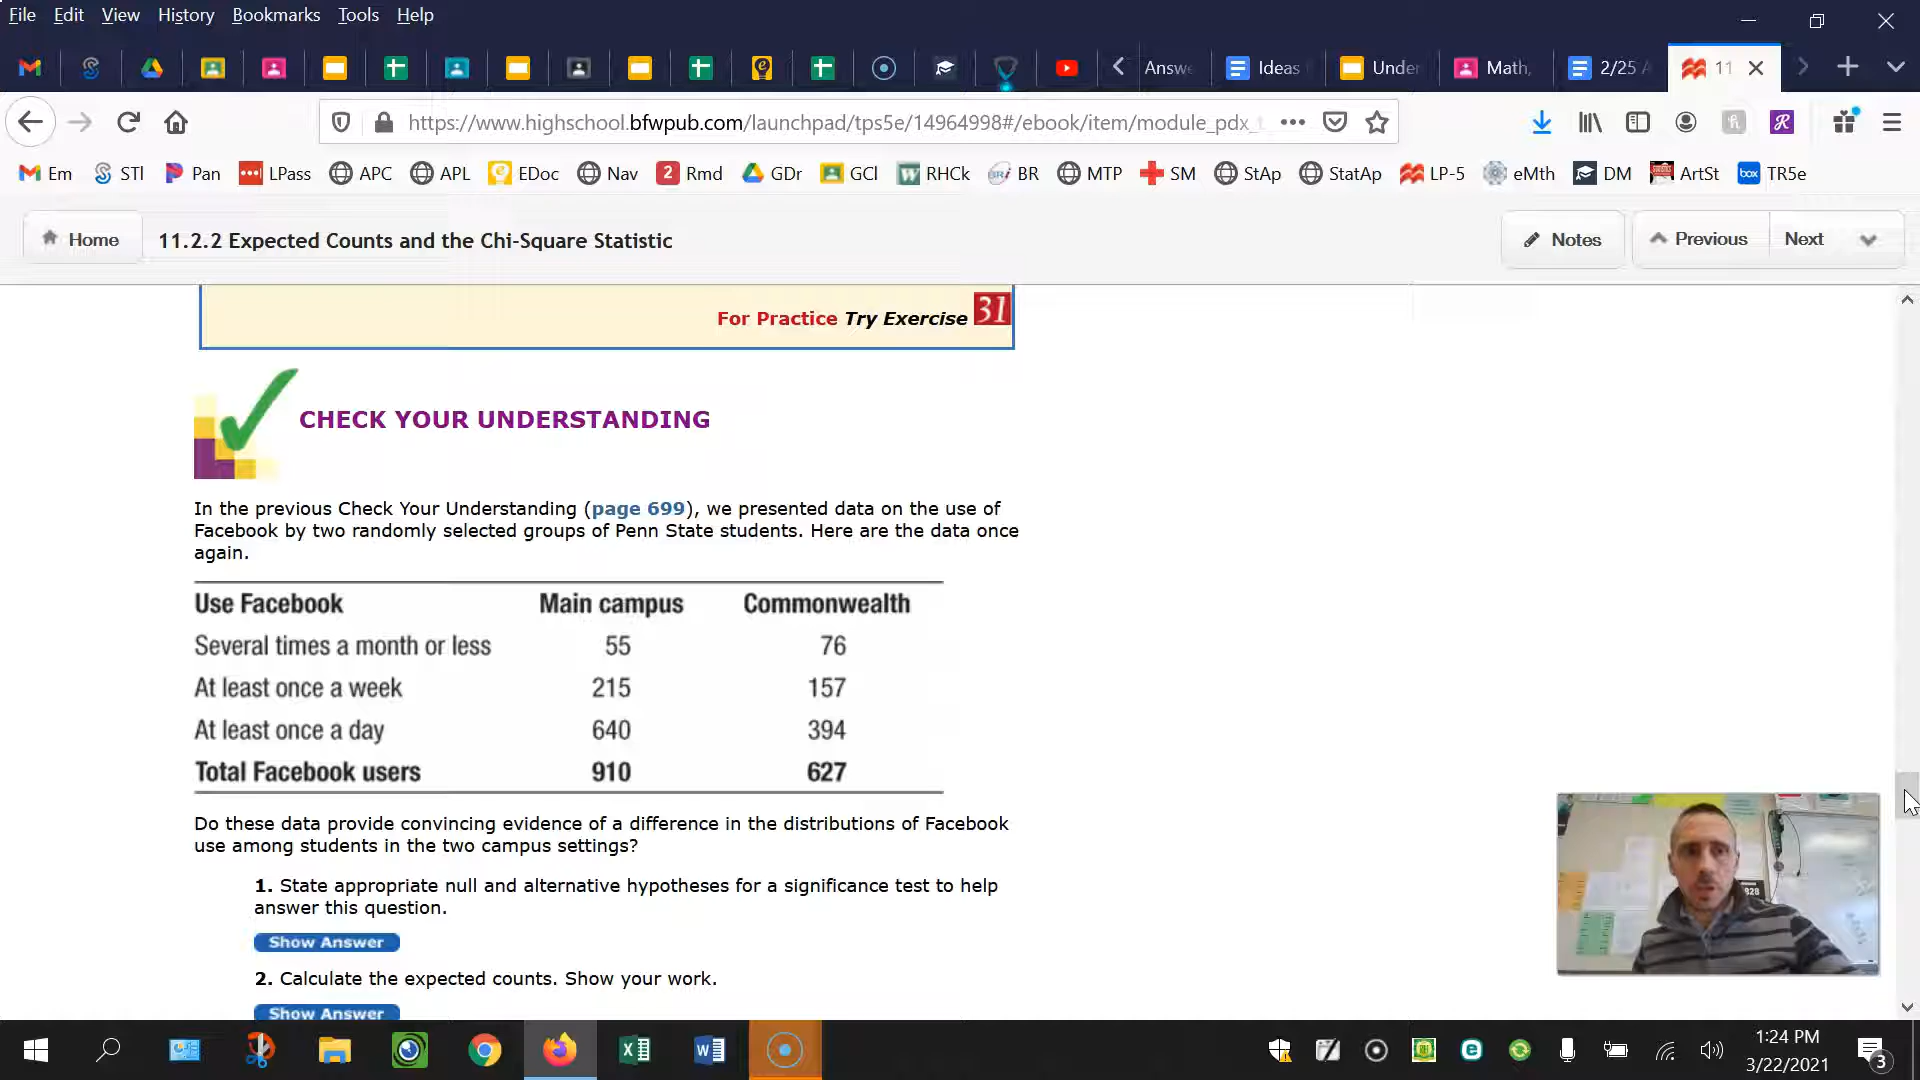 File Edit View History Bookmarks Tools Help
Answe Ideas Under Math, 2/25 A 11
https://www.highschool.bfwpub.com/launchpad/tps5e/14964998#/ebook/item/module_pdx_t
Em STl Pan LPass APC APL EDoc Nav 2 Rmd GDr GCl RHCk BR MTP SM StAp StatAp LP-5 eMth DM ArtSt box TR5e
Home 11.2.2 Expected Counts and the Chi-Square Statistic Notes Previous Next
For Practice Try Exercise 31
CHECK YOUR UNDERSTANDING
In the previous Check Your Understanding (page 699), we presented data on the use of
Facebook by two randomly selected groups of Penn State students. Here are the data once
again.
Use Facebook Main campus Commonwealth
Several times a month or less 55 76
At least once a week 215 157
At least once a day 640 394
Total Facebook users 910 627
Do these data provide convincing evidence of a difference in the distributions of Facebook
use among students in the two campus settings?
1. State appropriate null and alternative hypotheses for a significance test to help
answer this question.
Show Answer
2. Calculate the expected counts. Show your work.
Show Answer
1:24 PM
3/22/2021
3